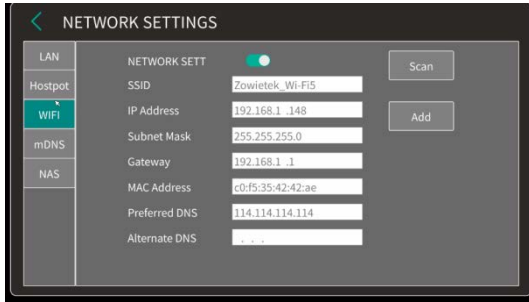 NETWORK SETTINGS
LAN
Hostpot
WIFI
mDNS
NAS
NETWORK SETT
SSID Zowietek_Wi-Fi5
IP Address 192.168.1 .148
Subnet Mask 255.255.255.0
Gateway 192.168.1 .1
MAC Address c0:f5:35:42:42:ae
Preferred DNS 114.114.114.114
Alternate DNS . . .
Scan
Add